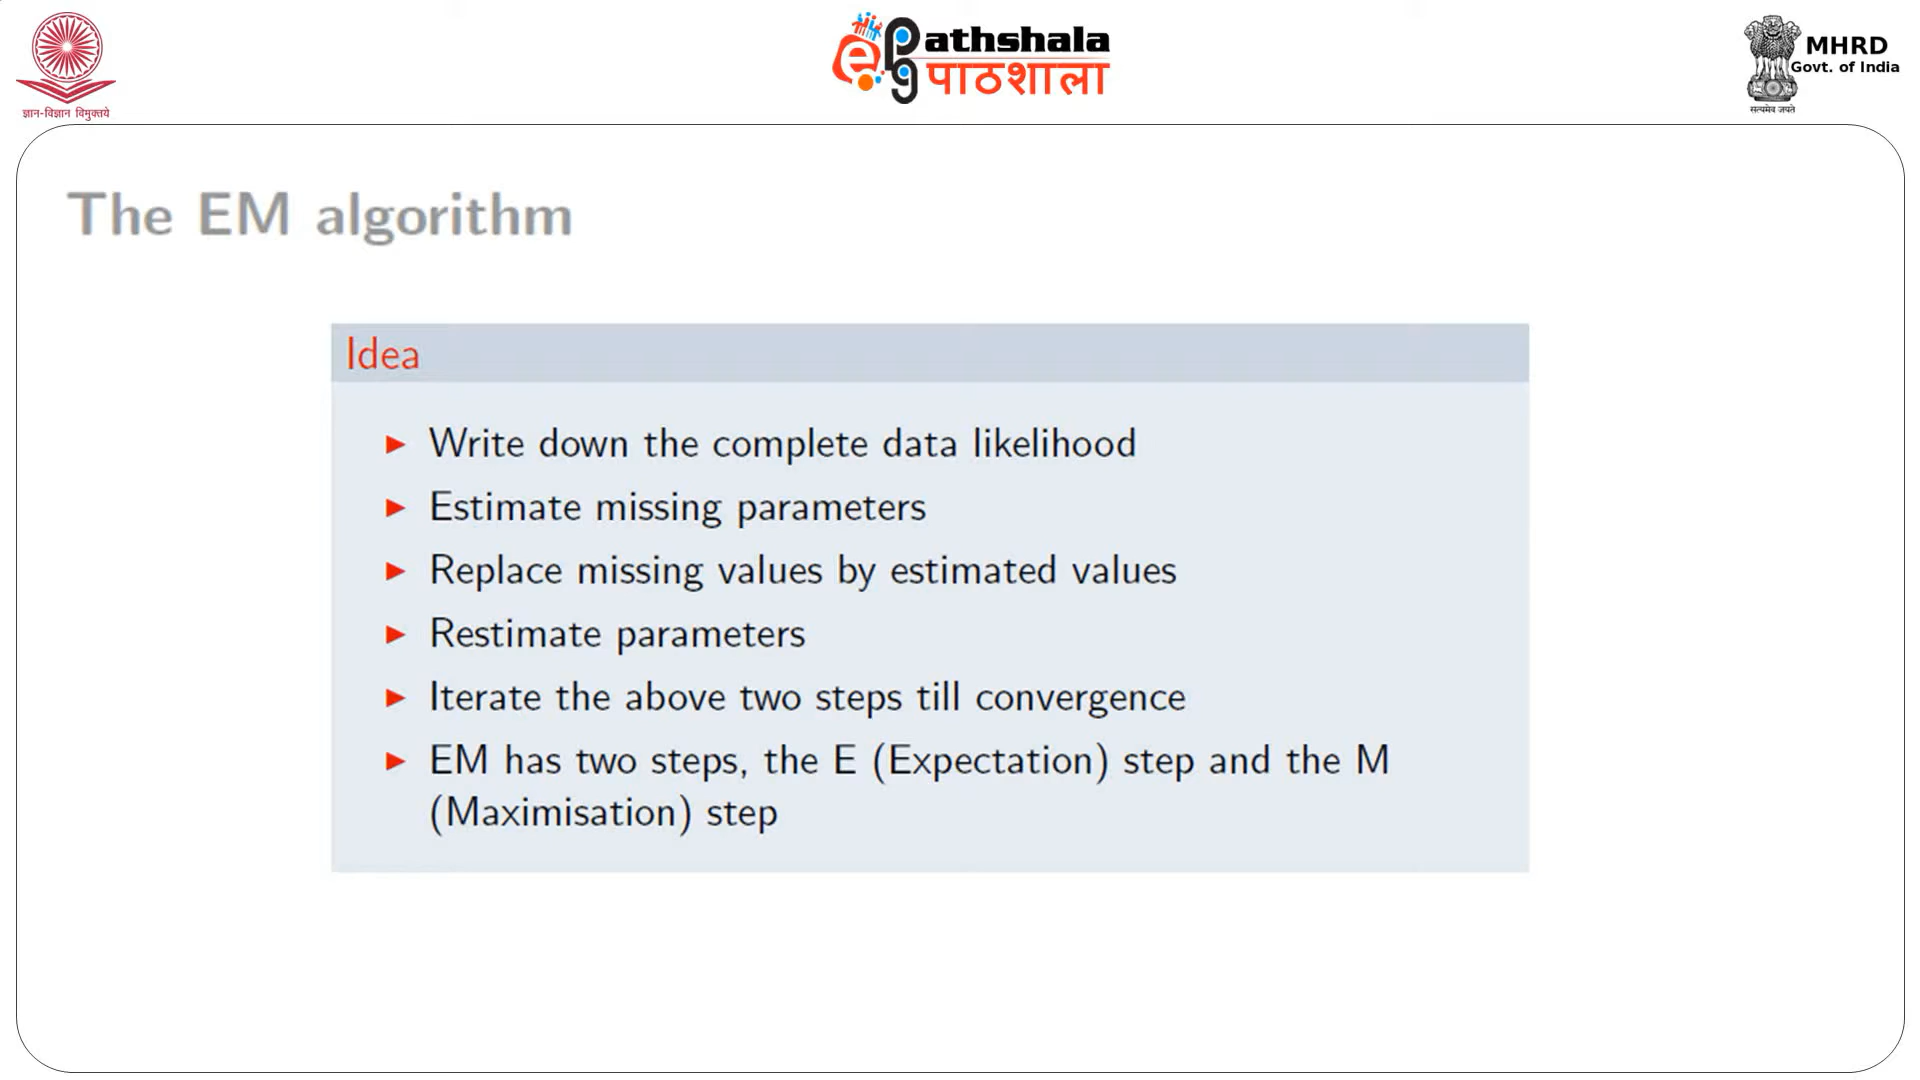 ज्ञान-विज्ञान विमुक्तये
e PG Pathshala
पाठशाला
MHRD
Govt. of India
सत्यमेव जयते
The EM algorithm
Idea
Write down the complete data likelihood
Estimate missing parameters
Replace missing values by estimated values
Restimate parameters
Iterate the above two steps till convergence
EM has two steps, the E (Expectation) step and the M
(Maximisation) step